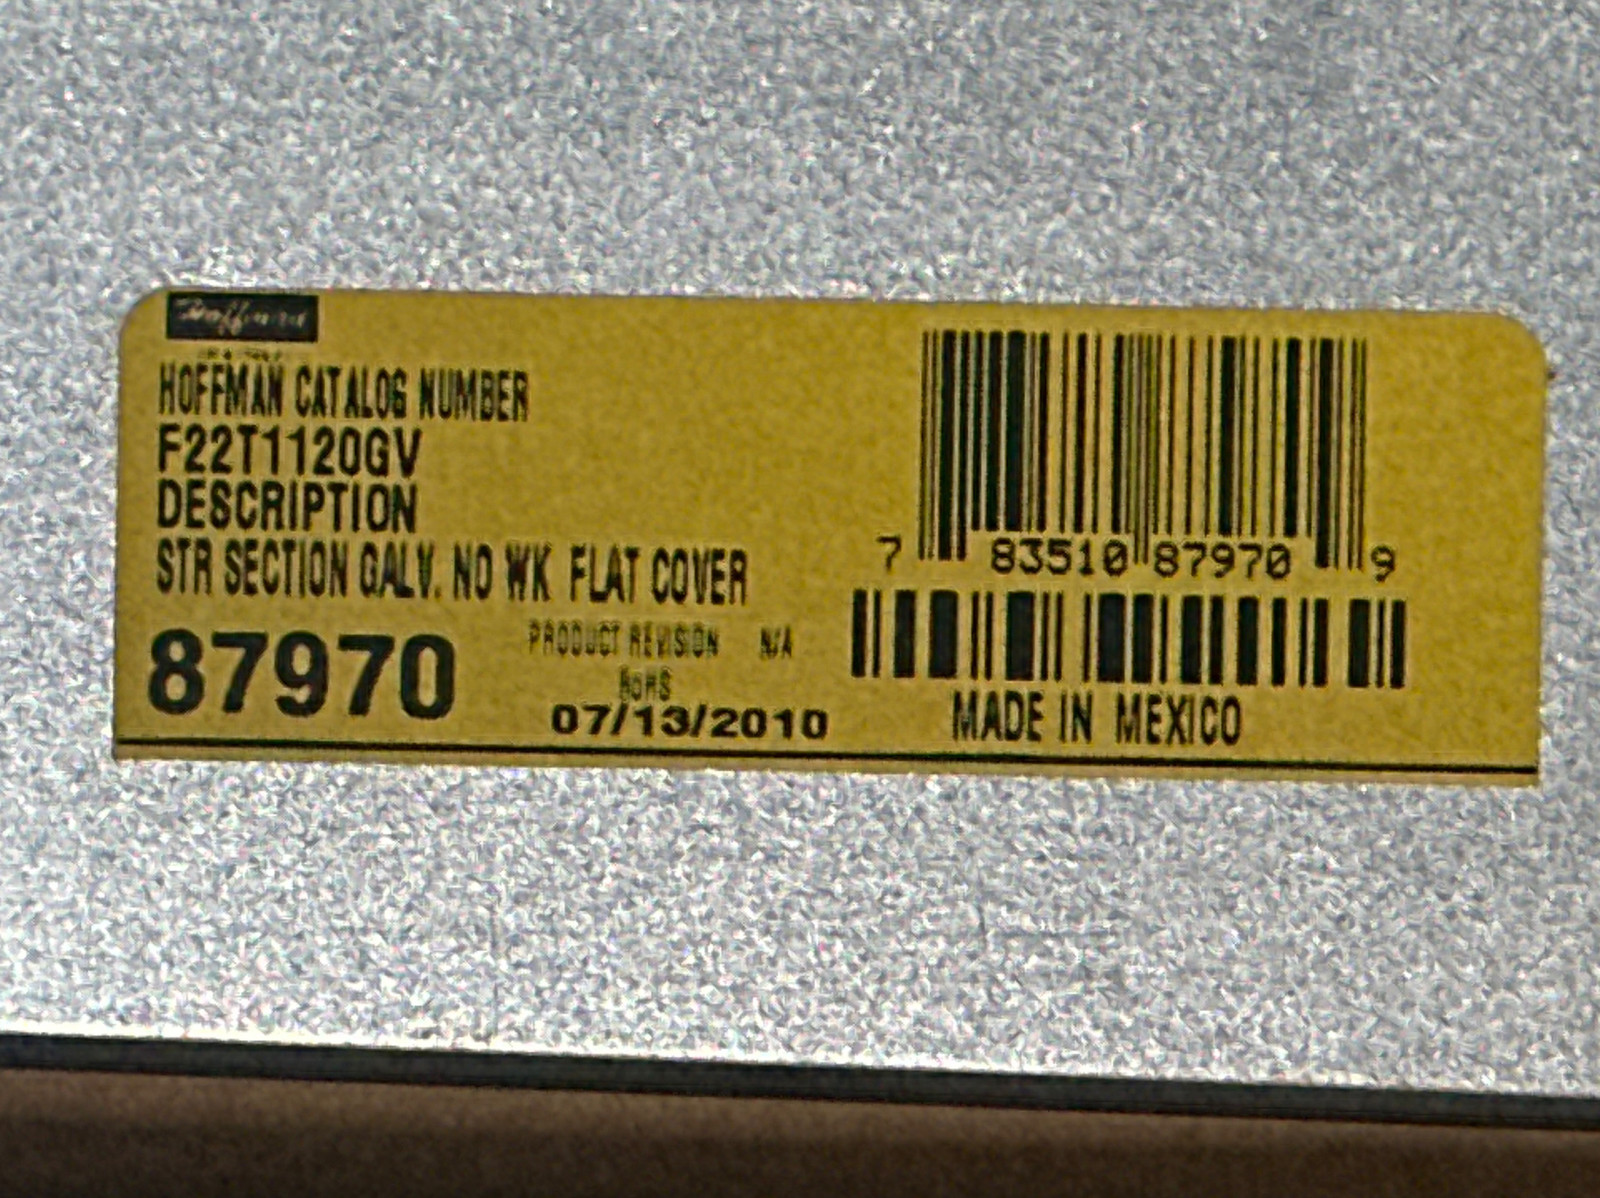 Hoffman
HOFFMAN CATALOG NUMBER
F22T1120GV
DESCRIPTION
STR SECTION GALV. NO WK FLAT COVER
87970
PRODUCT REVISION N/A
RoHS
07/13/2010
7 83510 87970 9
MADE IN MEXICO